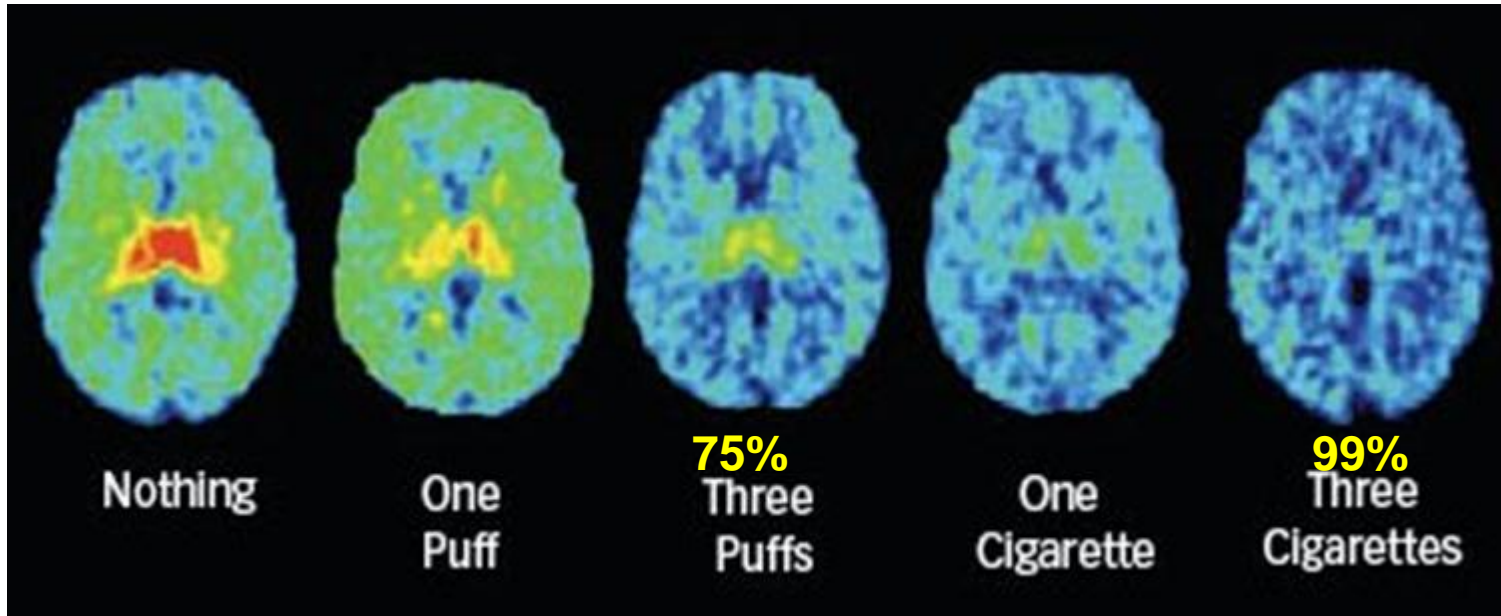 Nothing
One
Puff
75%
Three
Puffs
One
Cigarette
99%
Three
Cigarettes